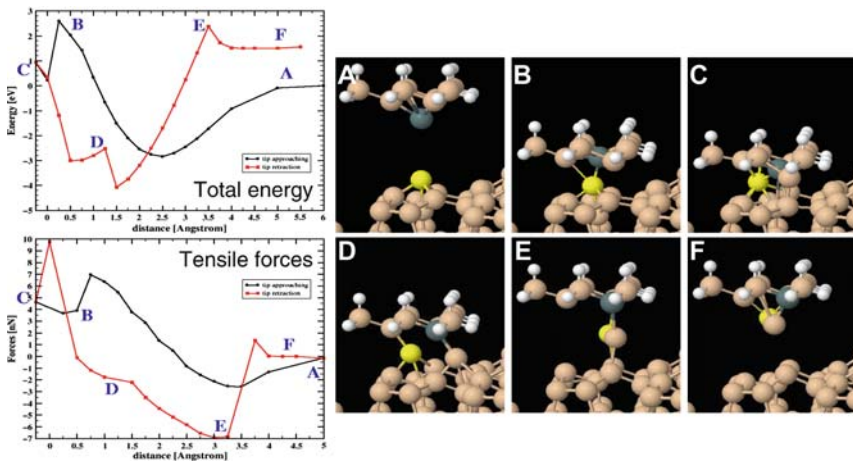 B
E
F
C
A
D
Energy [eV]
3
2
1
0
-1
-2
-3
-4
-5
tip approaching
tip retraction
Total energy
0 0.5 1 1.5 2 2.5 3 3.5 4 4.5 5 5.5 6
distance [Angstrom]
Tensile forces
10
9
8
7
6
5
4
3
2
1
0
-1
-2
-3
-4
-5
-6
-7
Forces [nN]
tip approaching
tip retraction
C
B
F
A
D
E
0 0.5 1 1.5 2 2.5 3 3.5 4 4.5 5
distance [Angstrom]
A
B
C
D
E
F